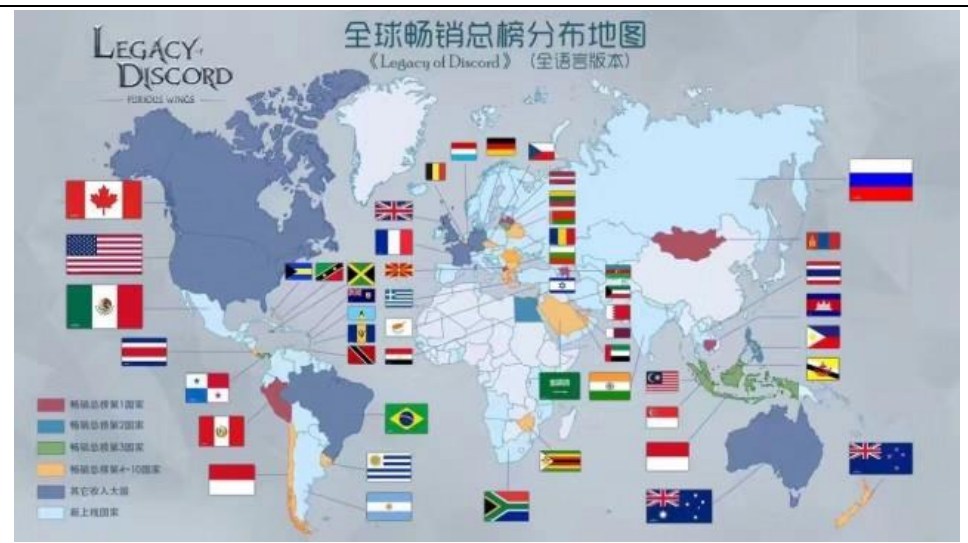 LEGACY of
DISCORD
FURIOUS WINGS
全球畅销总榜分布地图
《Legacy of Discord》（全语言版本）
畅销总榜第1国家
畅销总榜第2国家
畅销总榜第3国家
畅销总榜第4~10国家
其它收入大国
新上线国家